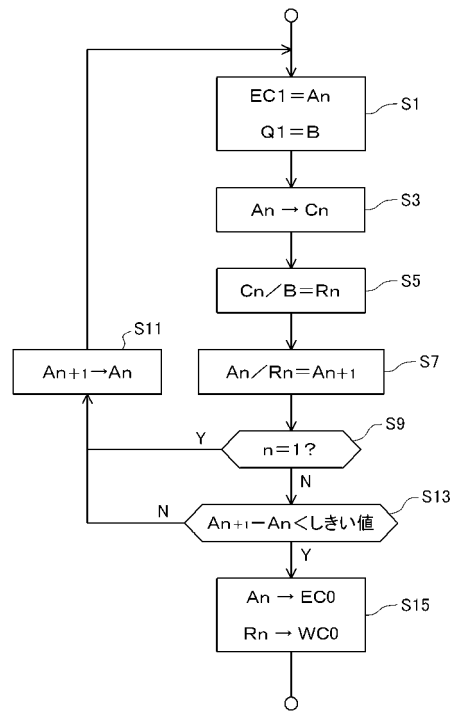 EC1=An
Q1=B
S1
An → Cn
S3
Cn/B=Rn
S5
S11
An+1→An
An/Rn=An+1
S7
Y
n=1?
S9
N
N
An+1-An<しきい値
S13
Y
An → EC0
Rn → WC0
S15